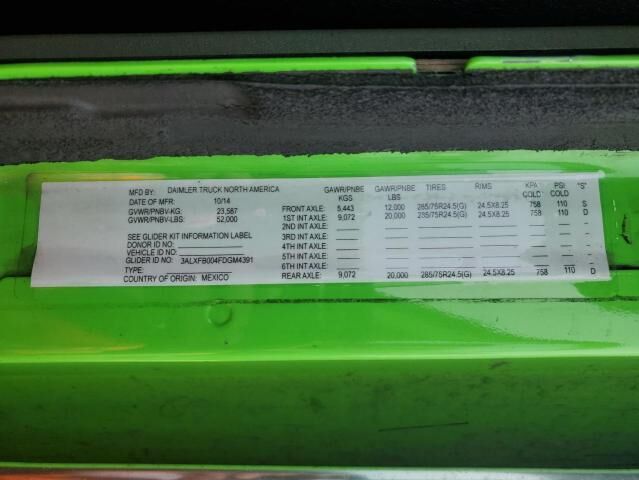 MFD BY: DAIMLER TRUCK NORTH AMERICA
DATE OF MFR: 10/14
GVWR/PNBV-KG: 23,587
GVWR/PNBV-LBS: 52,000
SEE GLIDER KIT INFORMATION LABEL
DONOR ID NO:
VEHICLE ID NO:
GLIDER ID NO: 3ALXFB004FDGM4391
TYPE:
COUNTRY OF ORIGIN: MEXICO
GAWR/PNBE KGS GAWR/PNBE LBS TIRES RIMS KPA COLD PSI COLD "S"
FRONT AXLE: 5,443 12,000 285/75R24.5(G) 24.5X8.25 758 110 S
1ST INT AXLE: 9,072 20,000 285/75R24.5(G) 24.5X8.25 758 110 D
2ND INT AXLE:
3RD INT AXLE:
4TH INT AXLE:
5TH INT AXLE:
6TH INT AXLE:
REAR AXLE: 9,072 20,000 285/75R24.5(G) 24.5X8.25 758 110 D